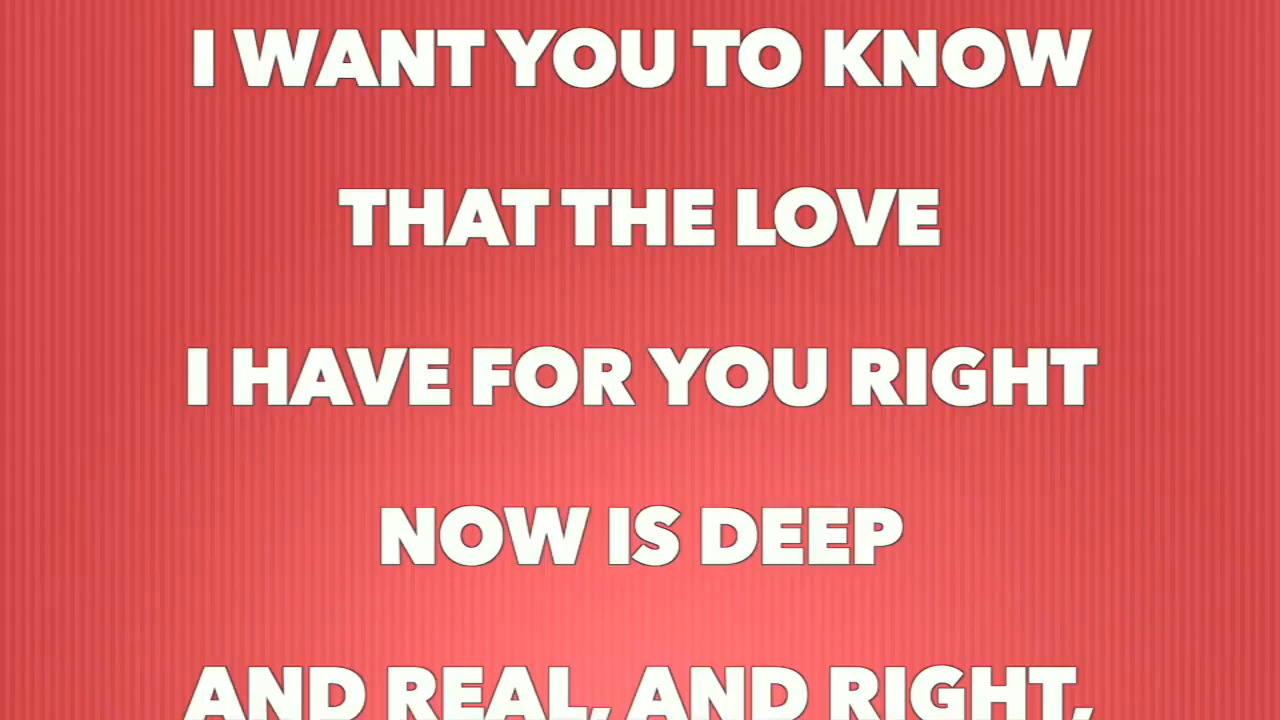 I WANT YOU TO KNOW
THAT THE LOVE
I HAVE FOR YOU RIGHT
NOW IS DEEP
AND REAL, AND RIGHT,